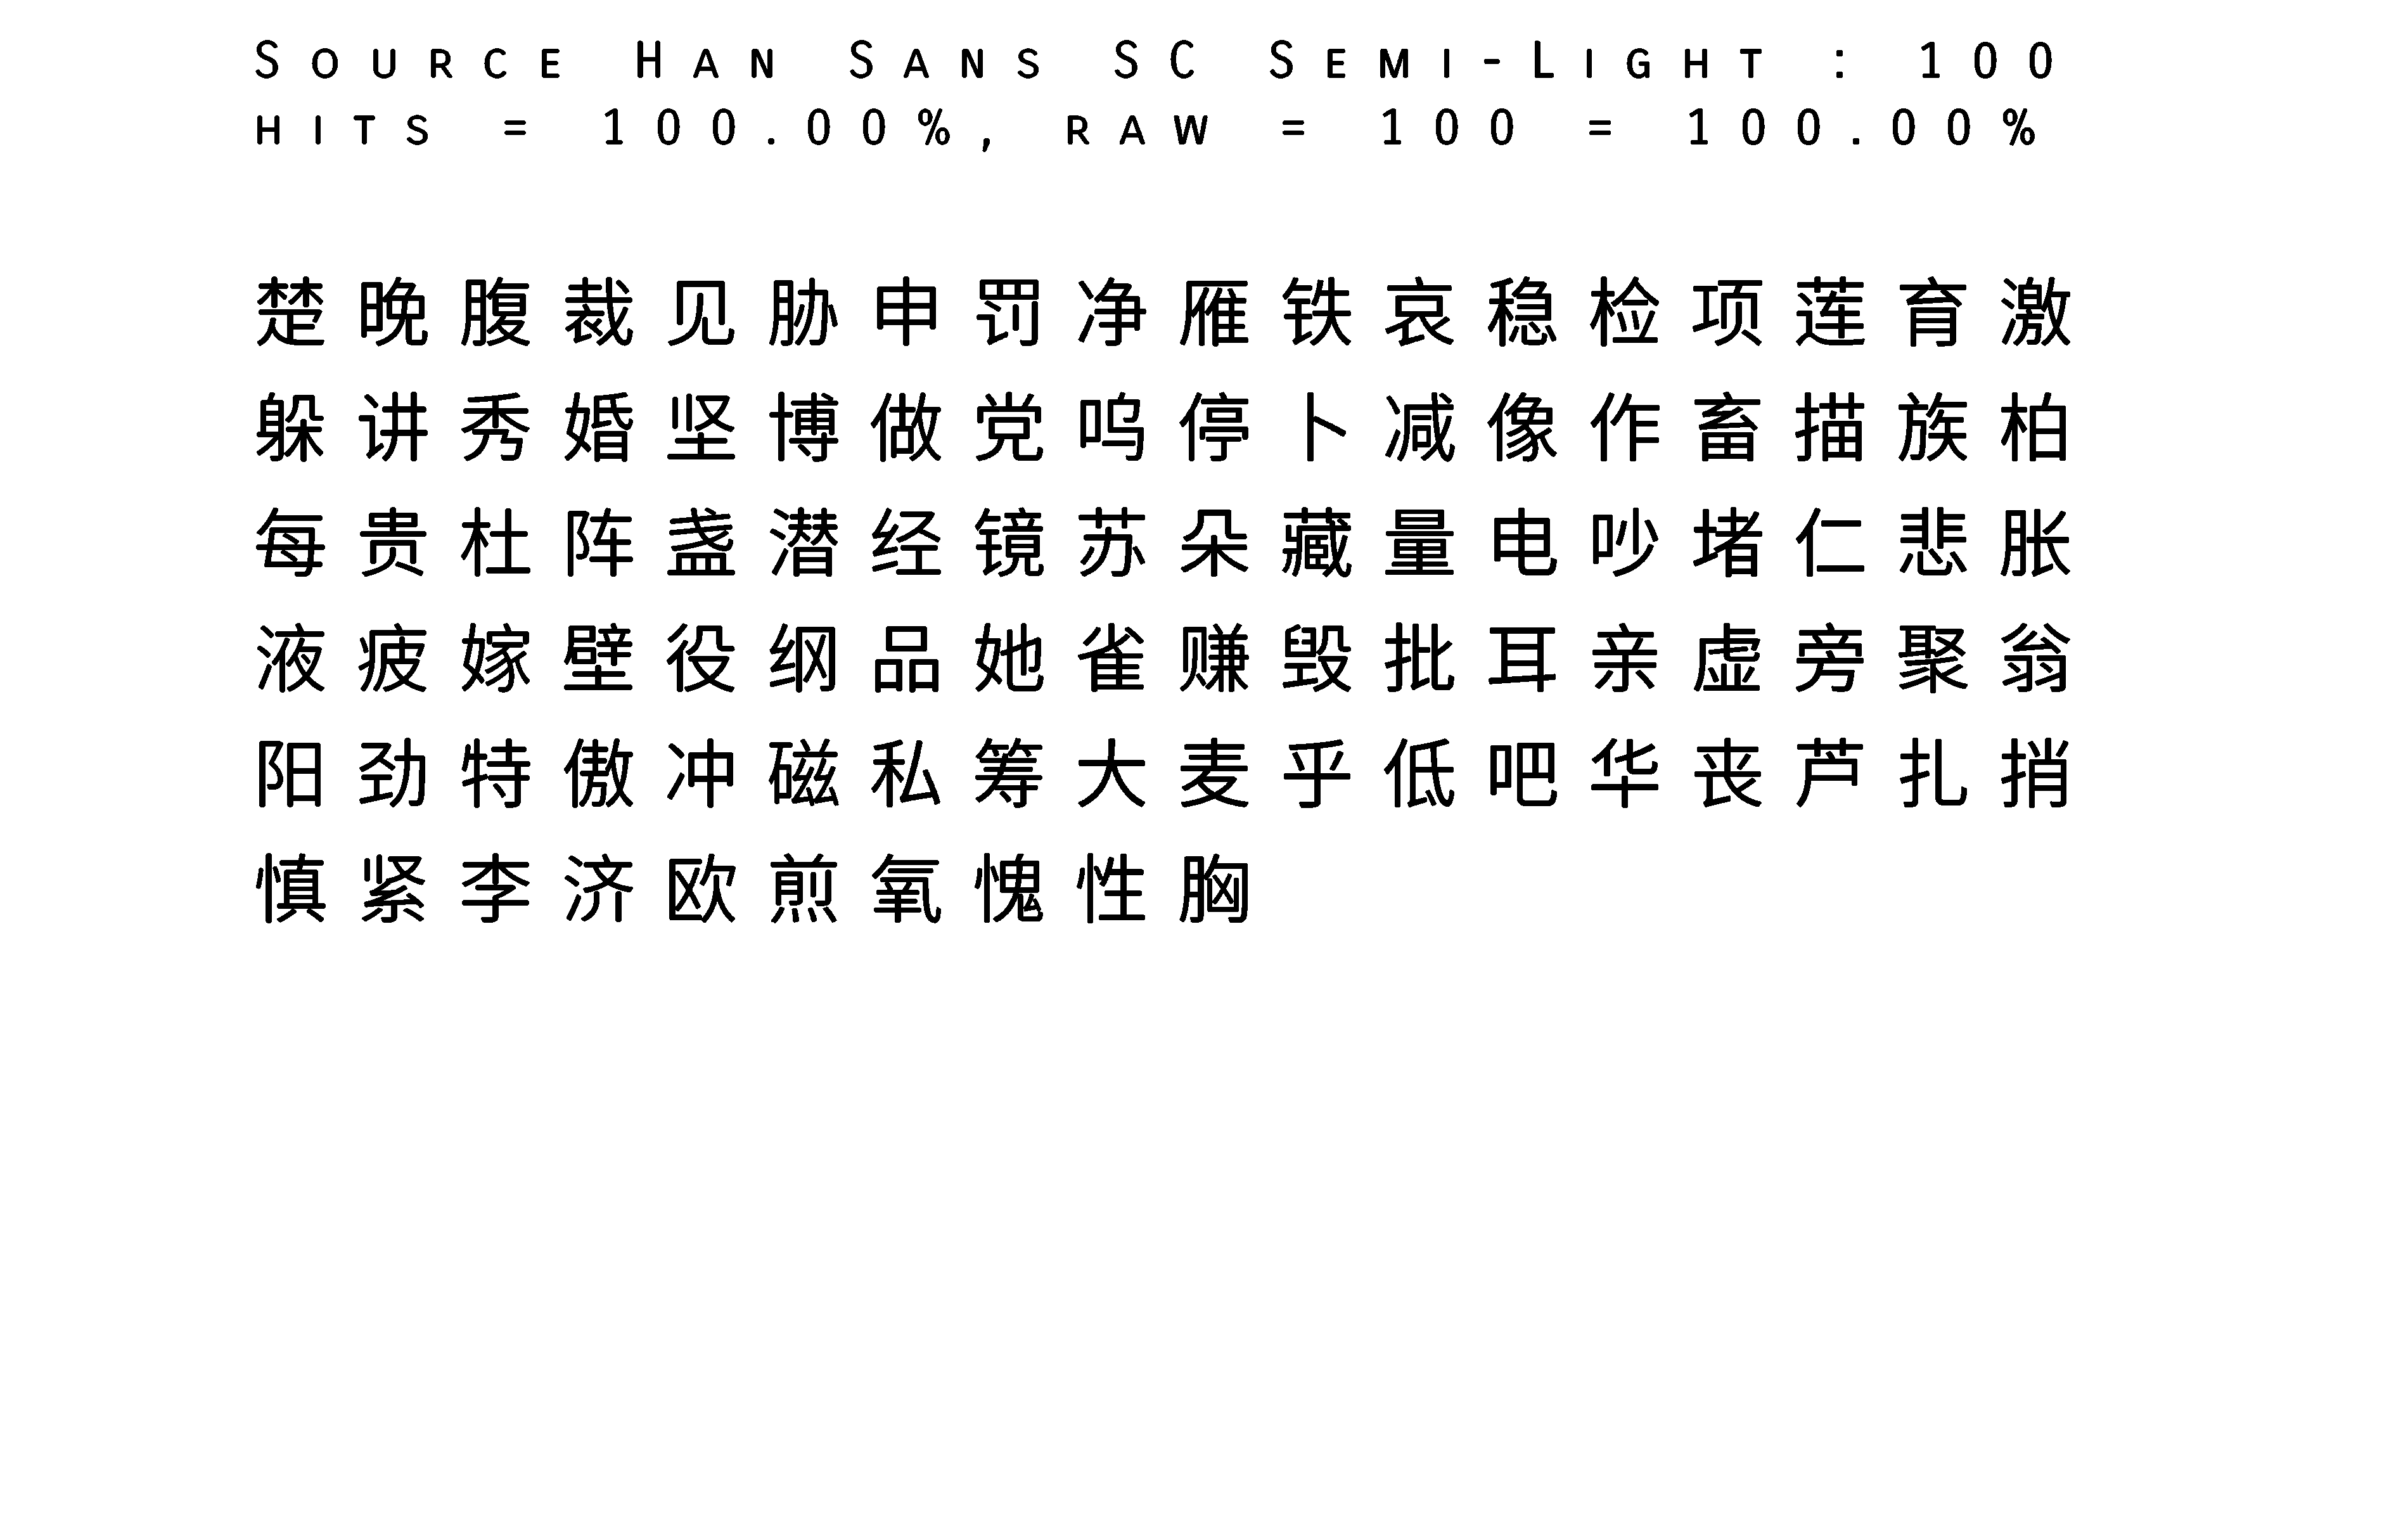 Source Han Sans SC Semi-Light : 100
hits = 100.00%, raw = 100 = 100.00%
楚晚腹裁见胁申罚净雁铁哀稳检项莲育激
躲讲秀婚坚博做党呜停卜减像作畜描族柏
每贵杜阵盏潜经镜苏朵藏量电吵堵仁悲胀
液疲嫁壁役纲品她雀赚毁批耳亲虚旁聚翁
阳劲特傲冲磁私筹大麦乎低吧华丧芦扎捎
慎紧李济欧煎氧愧性胸